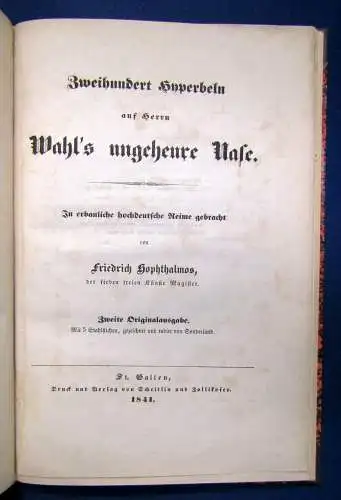 Zweihundert Hyperbeln
auf Herrn
Wahl's ungeheure Nase.
In erbauliche hochdeutsche Reime gebracht
von
Friedrich Hophthalmos,
der sieben freien Künste Magister.
Zweite Originalausgabe.
Mit 5 Stahlstichen, gezeichnet und radirt von Sonderland.
St. Gallen,
Druck und Verlag von Scheitlin und Zollikofer.
1841.